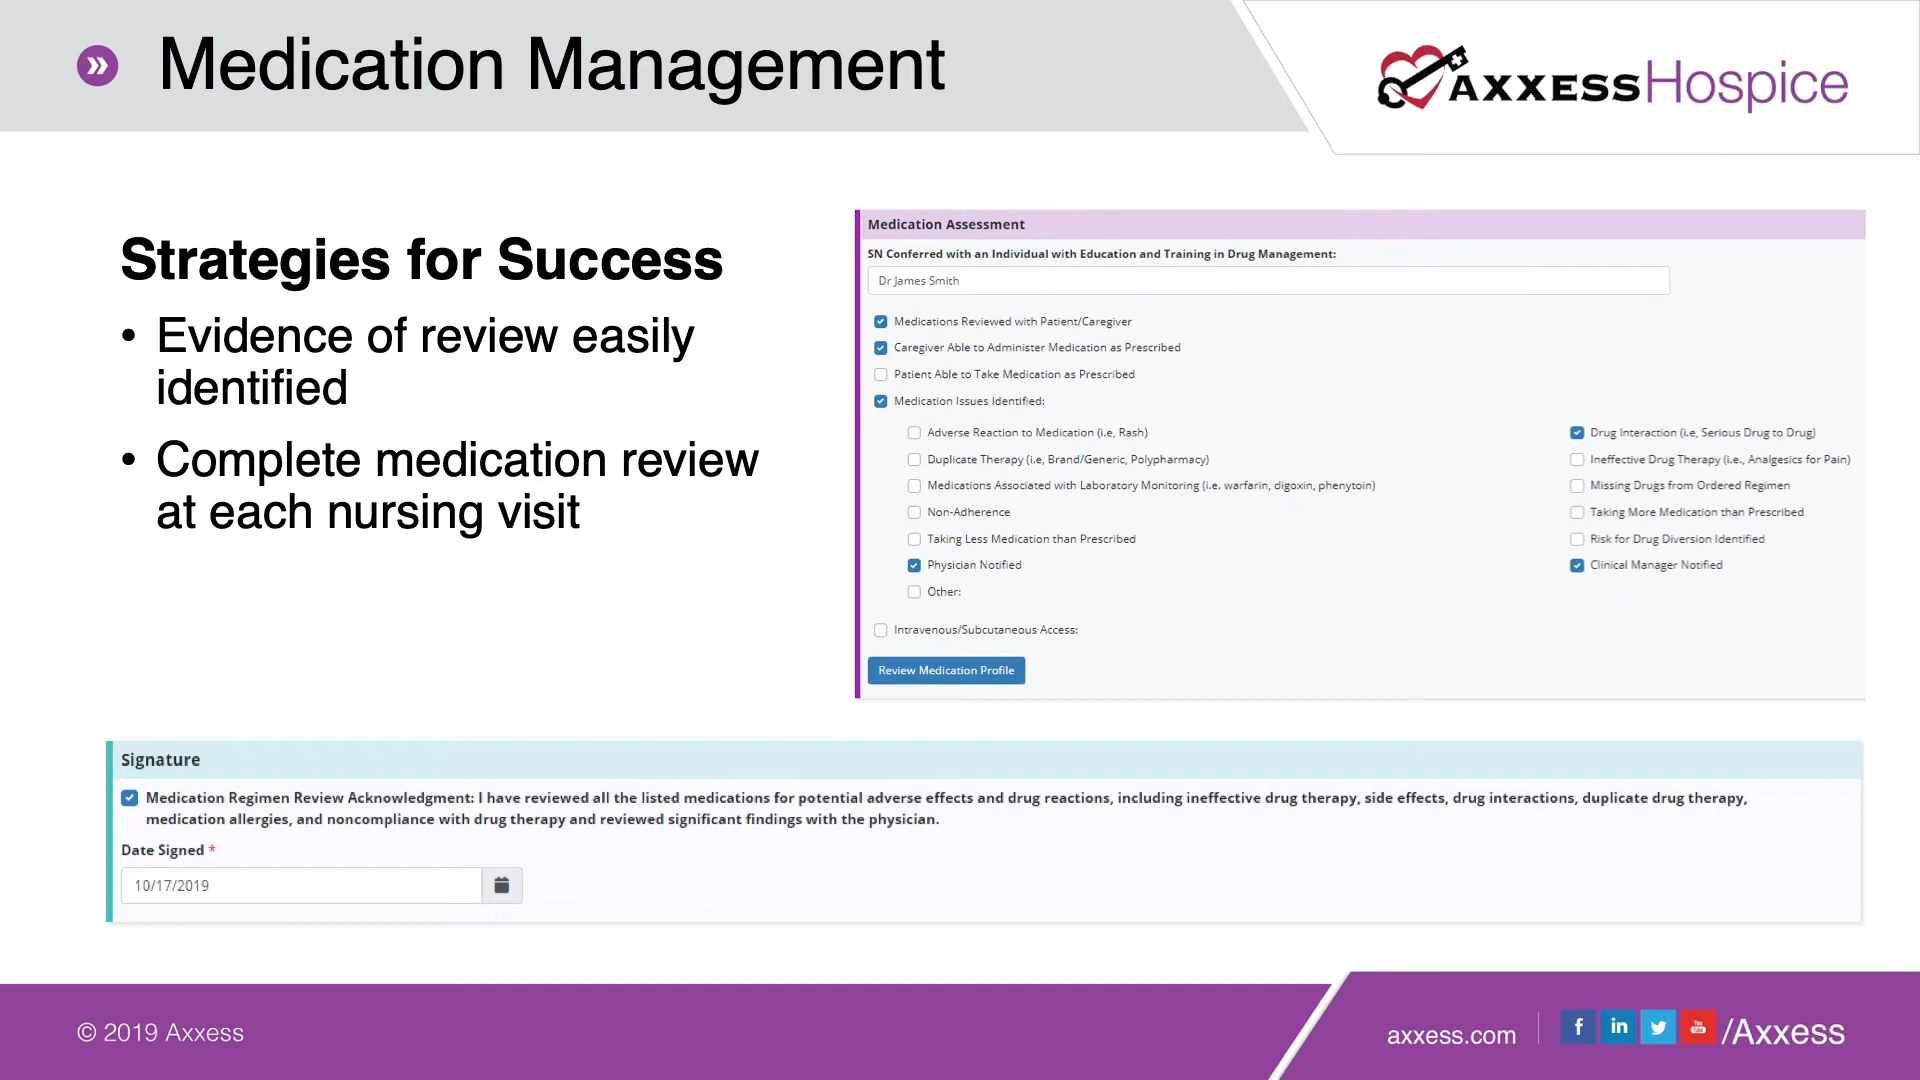 Medication Management
AXXESS Hospice
Strategies for Success
• Evidence of review easily
identified
• Complete medication review
at each nursing visit
Medication Assessment
SN Conferred with an Individual with Education and Training in Drug Management:
Dr James Smith
Medications Reviewed with Patient/Caregiver
Caregiver Able to Administer Medication as Prescribed
Patient Able to Take Medication as Prescribed
Medication Issues Identified:
Adverse Reaction to Medication (i.e, Rash)
Drug Interaction (i.e, Serious Drug to Drug)
Duplicate Therapy (i.e, Brand/Generic, Polypharmacy)
Ineffective Drug Therapy (i.e., Analgesics for Pain)
Medications Associated with Laboratory Monitoring (i.e. warfarin, digoxin, phenytoin)
Missing Drugs from Ordered Regimen
Non-Adherence
Taking More Medication than Prescribed
Taking Less Medication than Prescribed
Risk for Drug Diversion Identified
Physician Notified
Clinical Manager Notified
Other:
Intravenous/Subcutaneous Access:
Review Medication Profile
Signature
Medication Regimen Review Acknowledgment: I have reviewed all the listed medications for potential adverse effects and drug reactions, including ineffective drug therapy, side effects, drug interactions, duplicate drug therapy,
medication allergies, and noncompliance with drug therapy and reviewed significant findings with the physician.
Date Signed *
10/17/2019
© 2019 Axxess
axxess.com
/Axxess